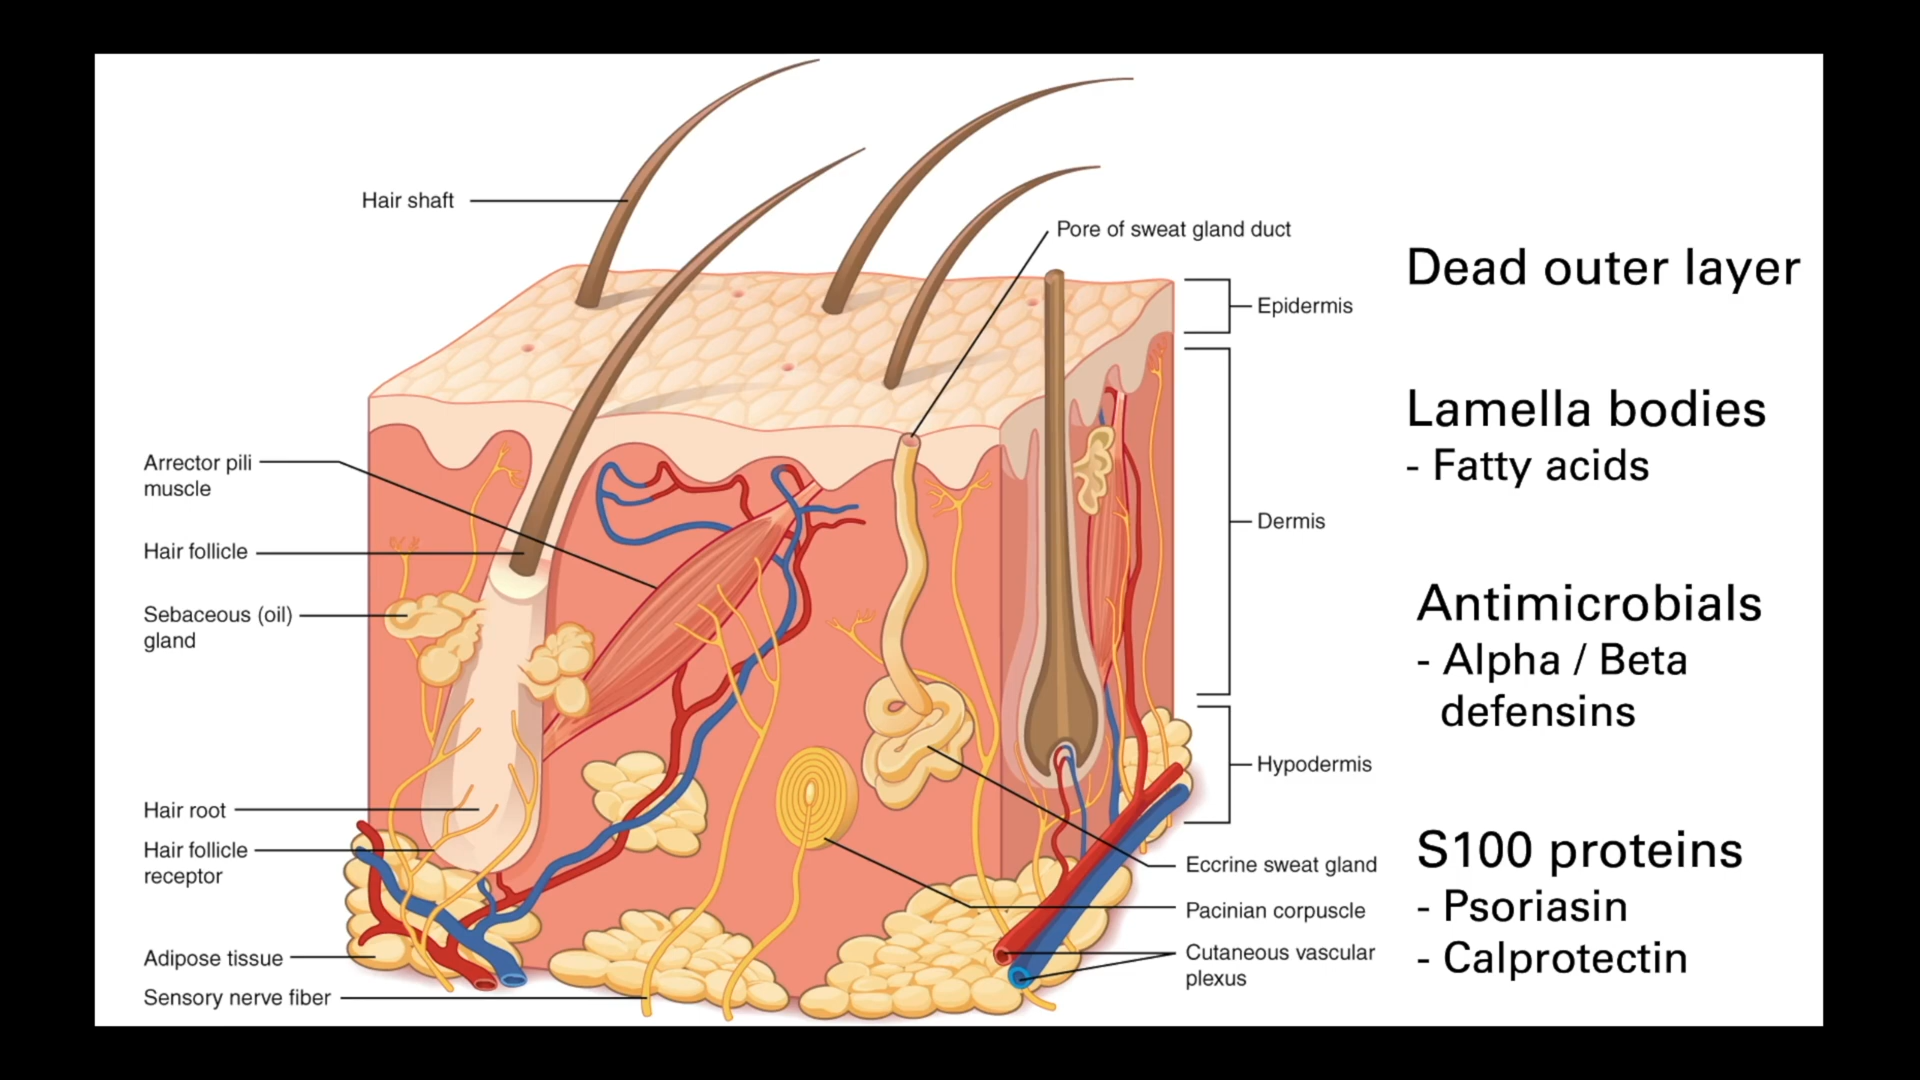 Hair shaft
Pore of sweat gland duct
Epidermis
Arrector pili
muscle
Hair follicle
Dermis
Sebaceous (oil)
gland
Hypodermis
Hair root
Hair follicle
receptor
Eccrine sweat gland
Pacinian corpuscle
Adipose tissue
Cutaneous vascular
plexus
Sensory nerve fiber
Dead outer layer
Lamella bodies
- Fatty acids
Antimicrobials
- Alpha / Beta
defensins
S100 proteins
- Psoriasin
- Calprotectin